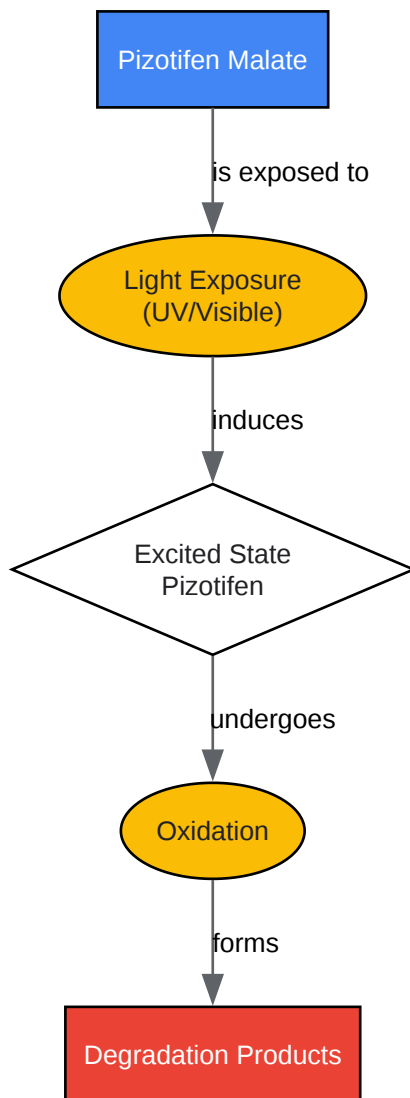 Pizotifen Malate
is exposed to
Light Exposure
(UV/Visible)
induces
Excited State
Pizotifen
undergoes
Oxidation
forms
Degradation Products